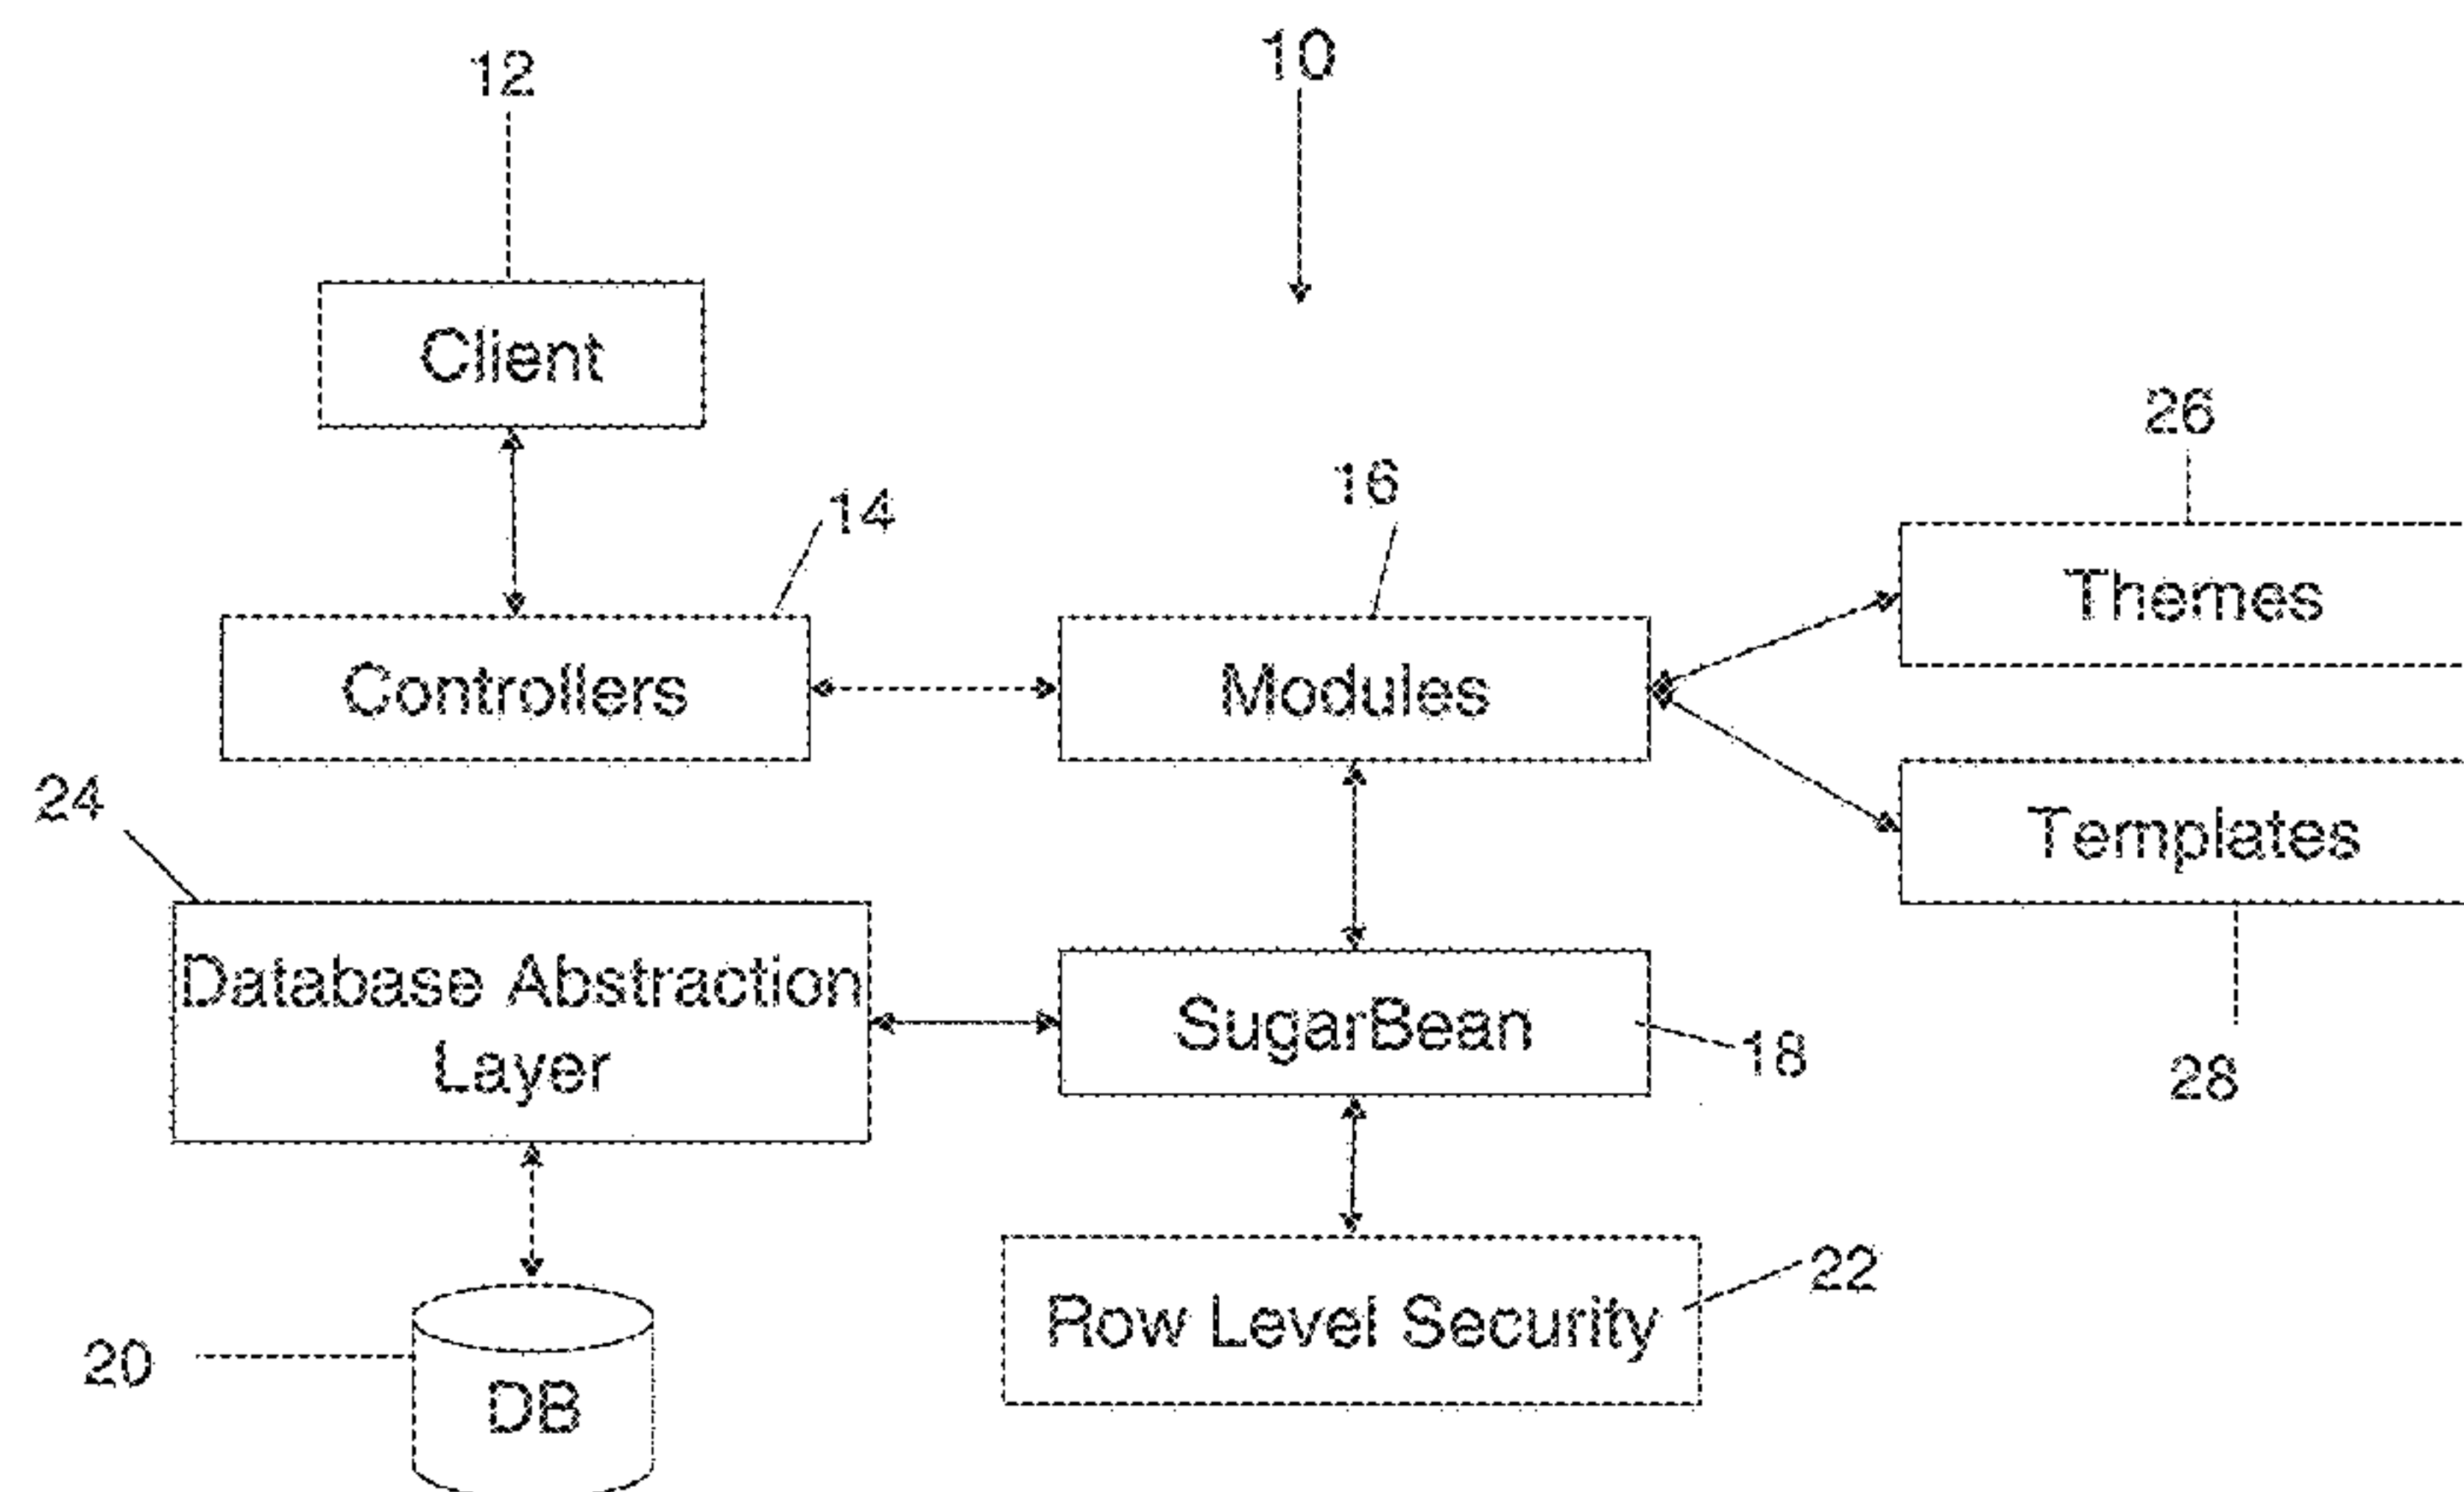 12
10
Client
26
16
14
Themes
Controllers
Modules
24
Templates
Database Abstraction
Layer
SugarBean
18
28
22
Row Level Security
20
DB